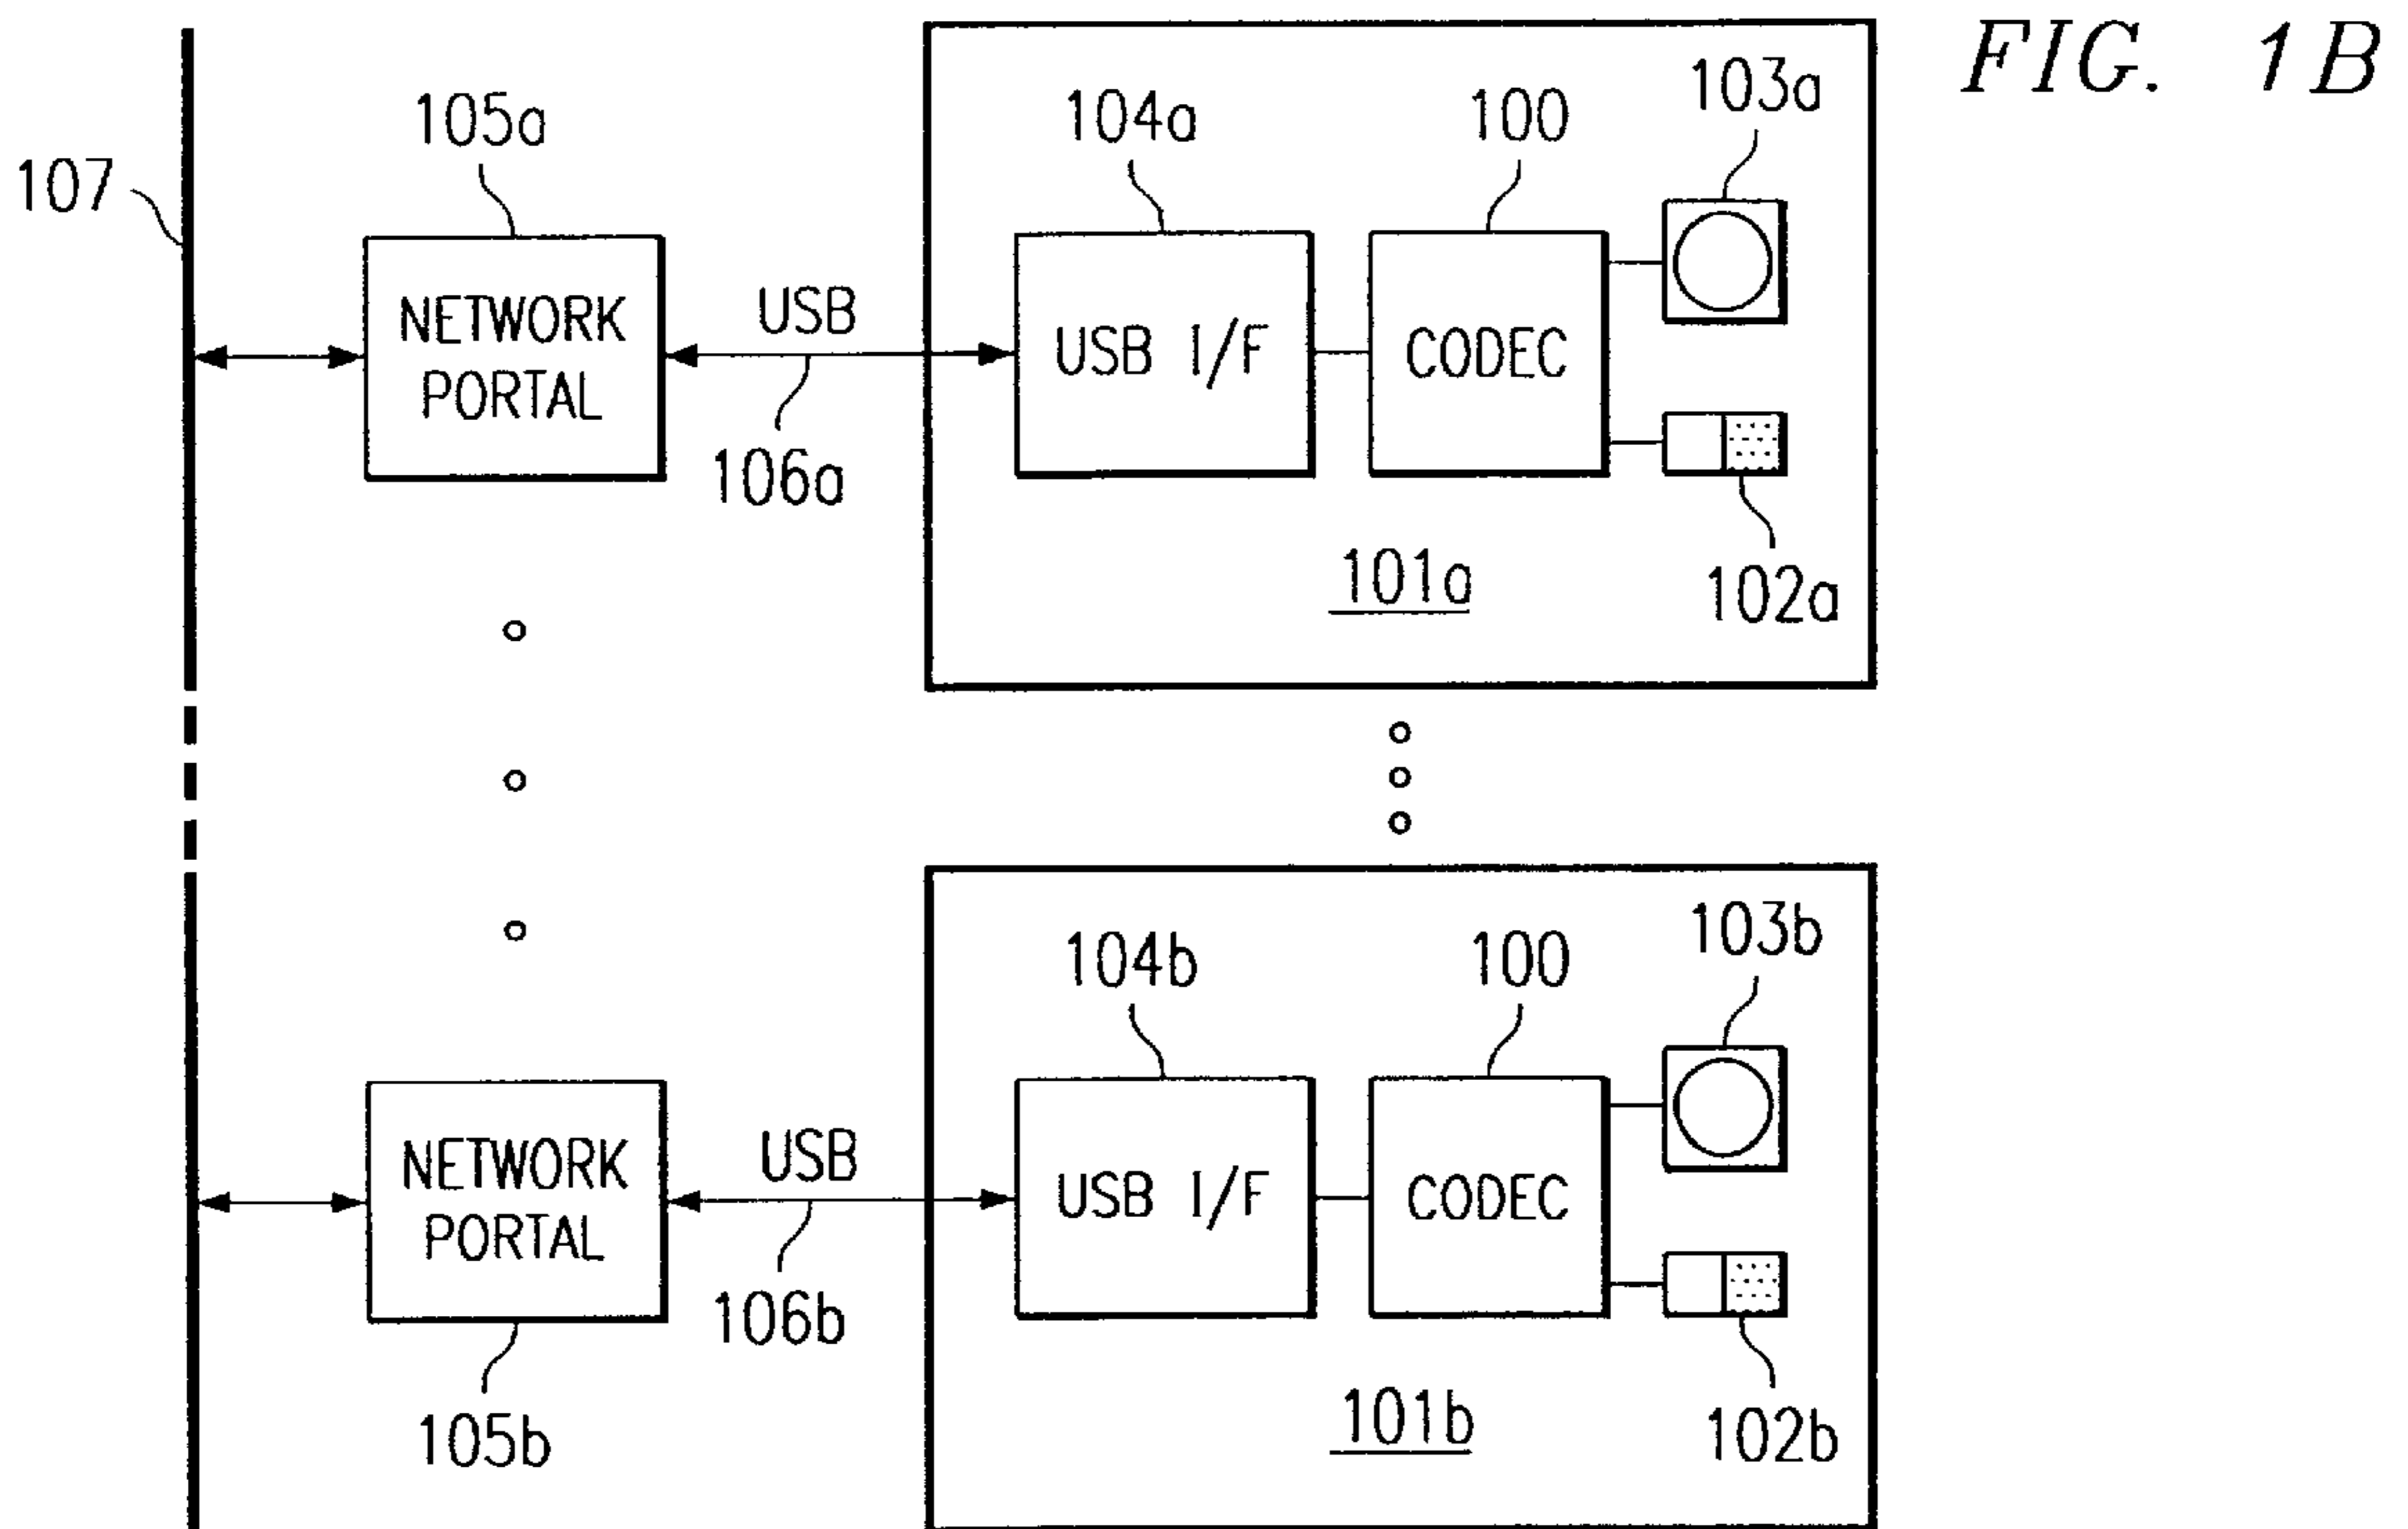 FIG. 1B
103a
104a
100
105a
107
NETWORK
PORTAL
USB
USB I/F
CODEC
106a
101a
102a
103b
104b
100
NETWORK
PORTAL
USB
USB I/F
CODEC
106b
101b
102b
105b